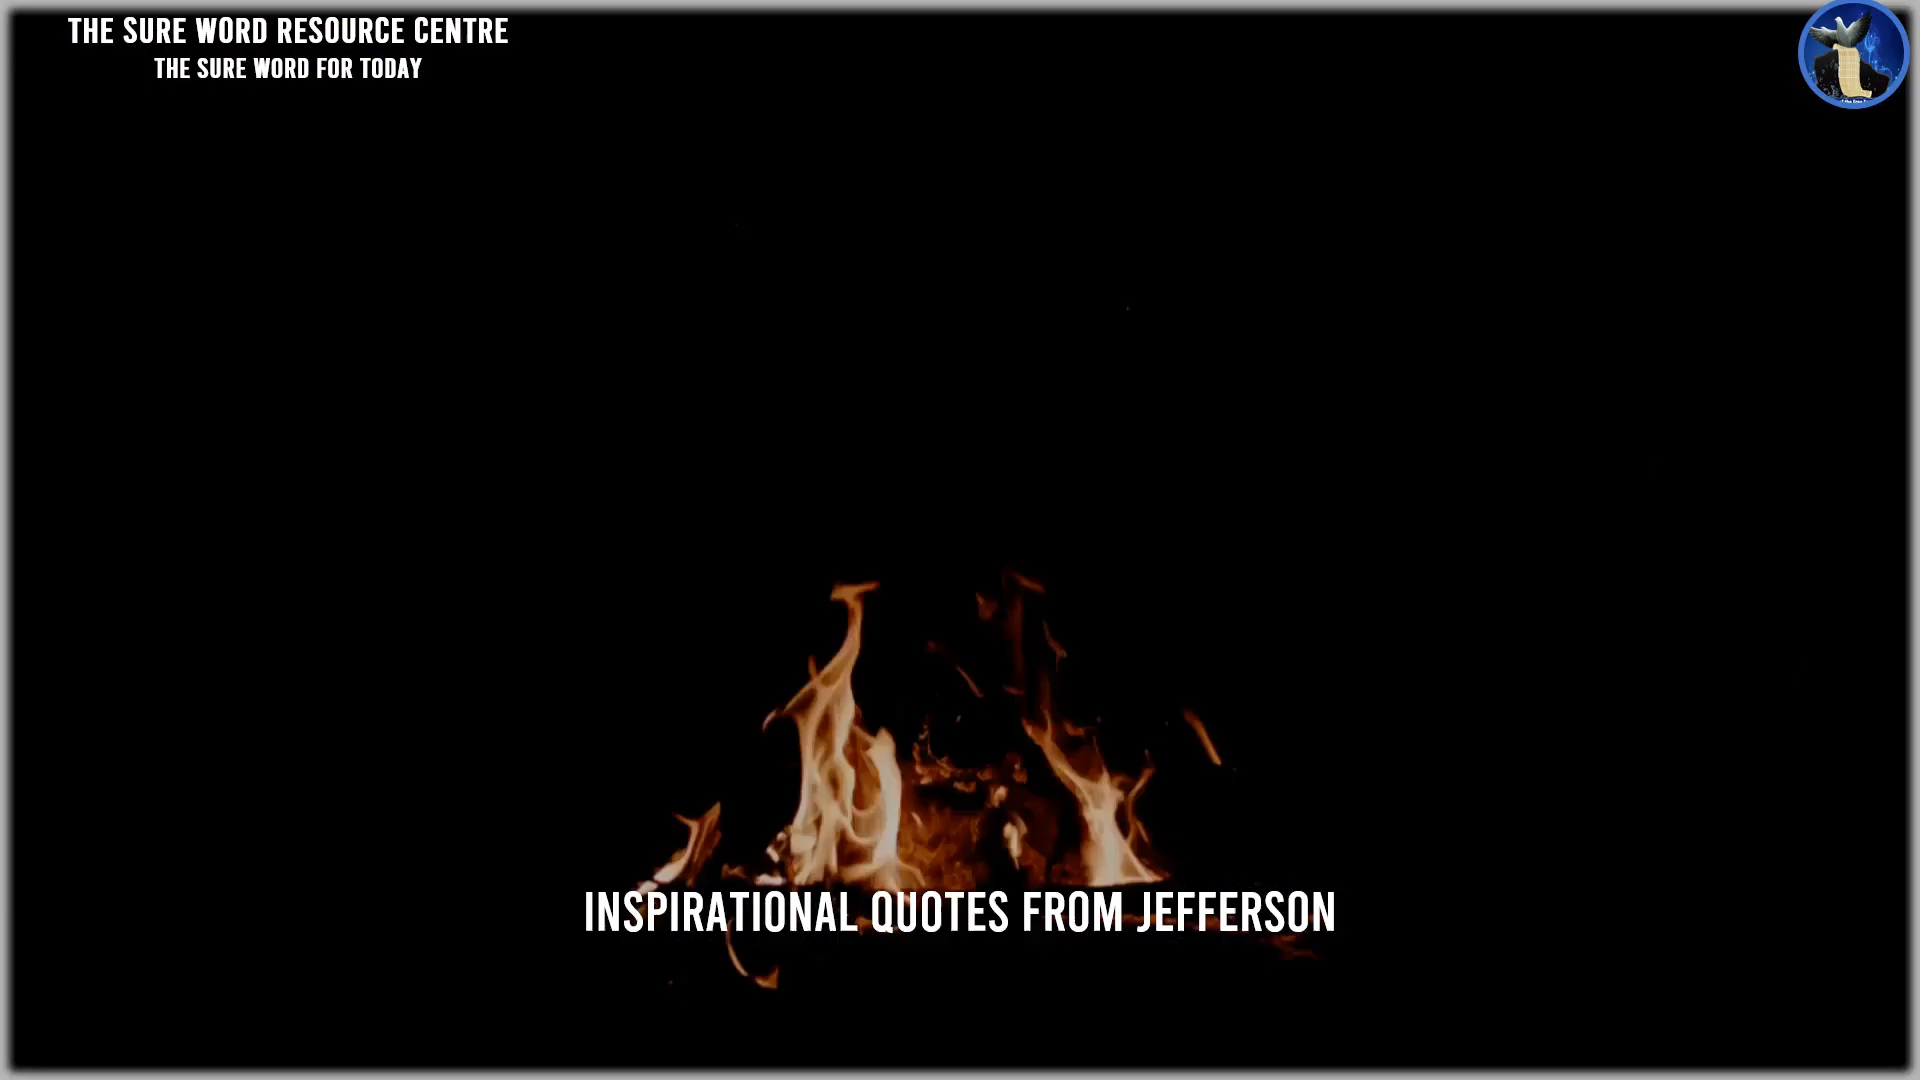 THE SURE WORD RESOURCE CENTRE
THE SURE WORD FOR TODAY
INSPIRATIONAL QUOTES FROM JEFFERSON